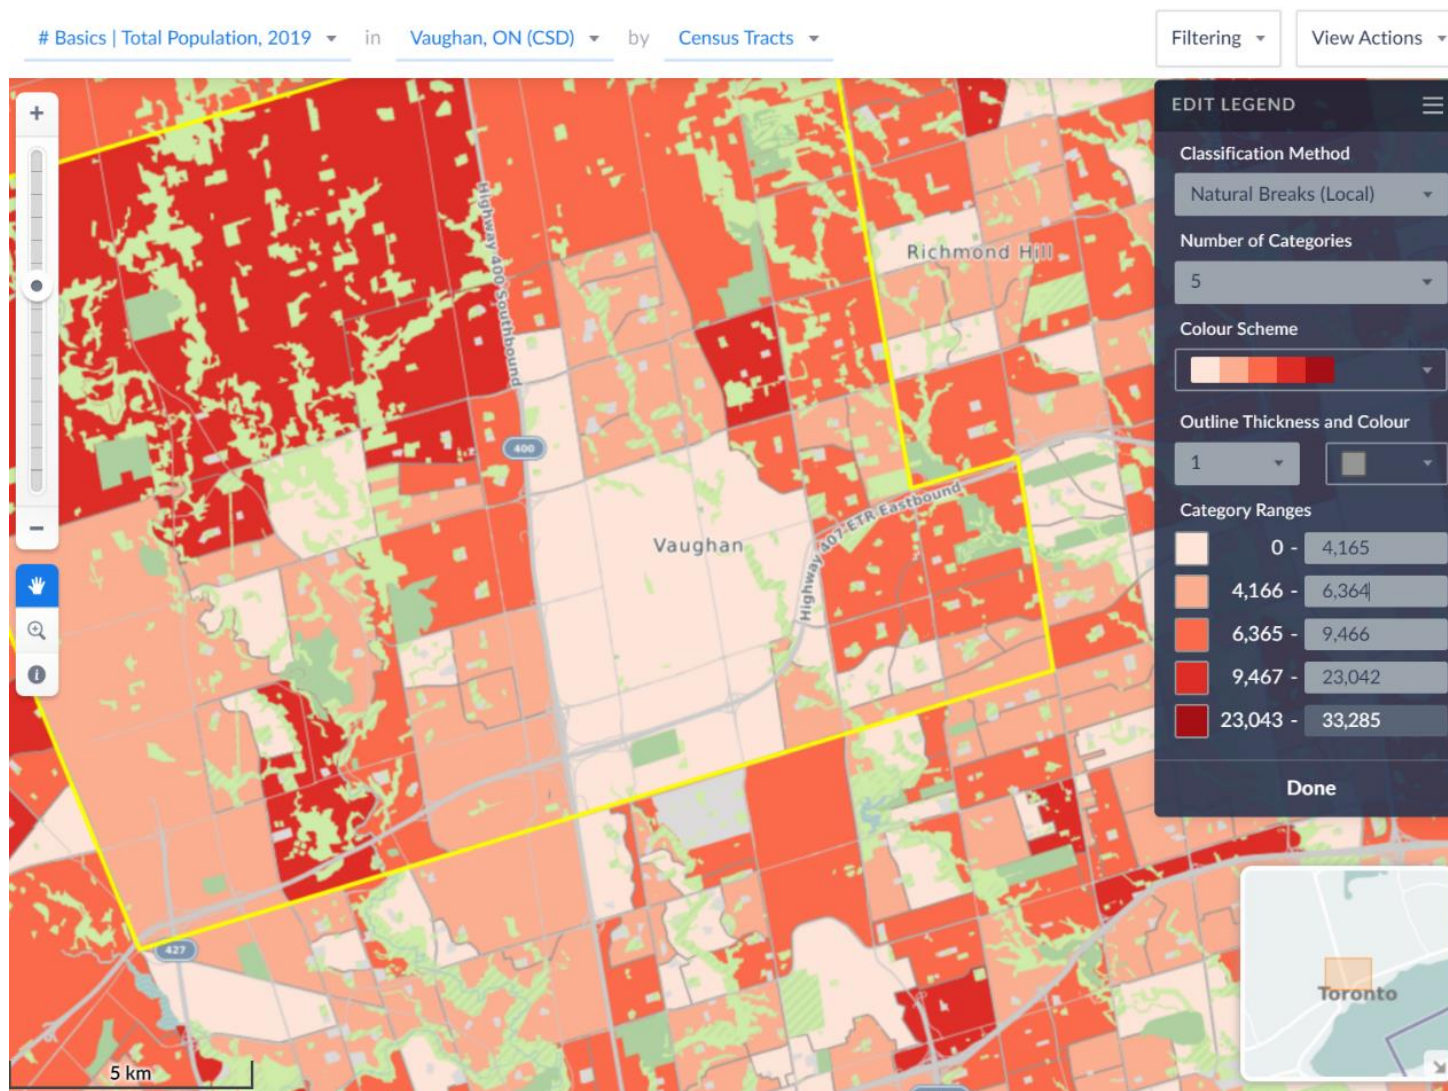 # Basics | Total Population, 2019 in Vaughan, ON (CSD) by Census Tracts
Filtering View Actions
EDIT LEGEND
Classification Method
Natural Breaks (Local)
Number of Categories
5
Colour Scheme
Outline Thickness and Colour
1
Category Ranges
0 - 4,165
4,166 - 6,364
6,365 - 9,466
9,467 - 23,042
23,043 - 33,285
Done
+
−
Highway 400 Southbound
Richmond Hill
400
Highway 407 ETR Eastbound
Vaughan
427
5 km
Toronto